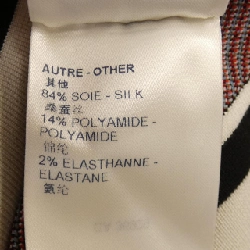 AUTRE - OTHER
其他
84% SOIE - SILK
桑蚕丝
14% POLYAMIDE -
POLYAMIDE
锦纶
2% ELASTHANNE -
ELASTANE
氨纶